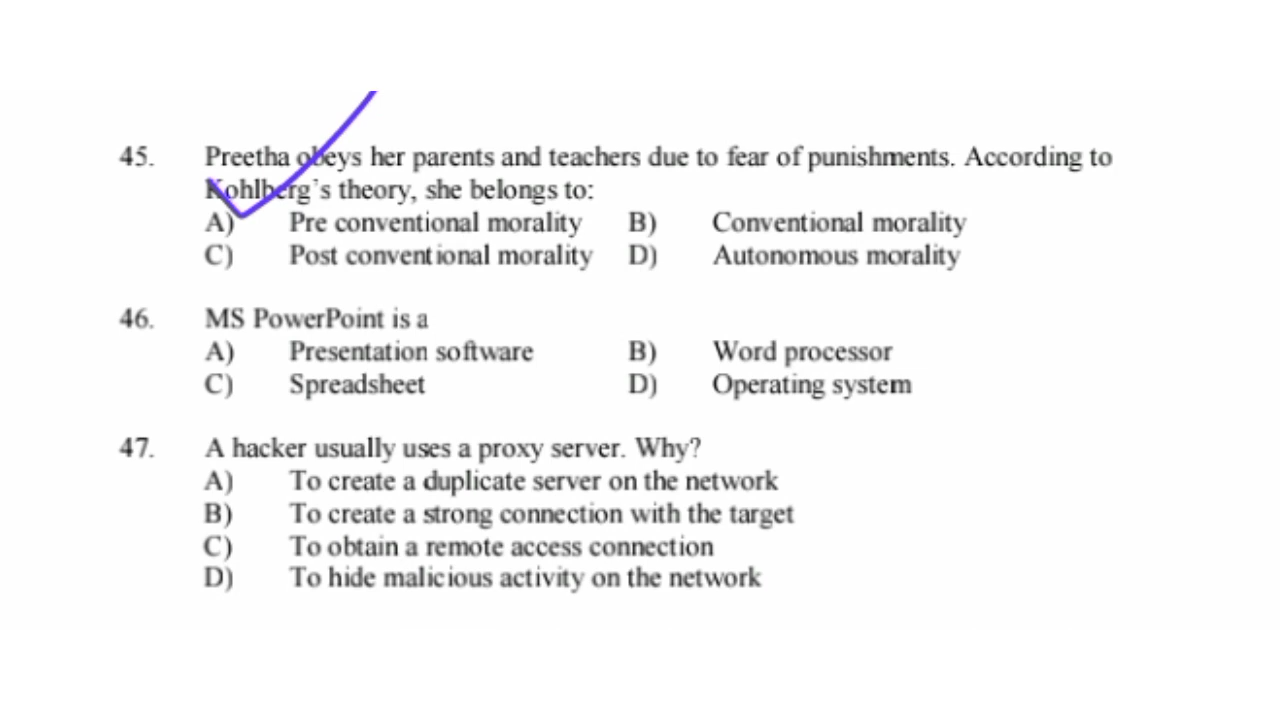 45. Preetha obeys her parents and teachers due to fear of punishments. According to
Kohlberg's theory, she belongs to:
A) Pre conventional morality B) Conventional morality
C) Post conventional morality D) Autonomous morality
46. MS PowerPoint is a
A) Presentation software B) Word processor
C) Spreadsheet D) Operating system
47. A hacker usually uses a proxy server. Why?
A) To create a duplicate server on the network
B) To create a strong connection with the target
C) To obtain a remote access connection
D) To hide malicious activity on the network